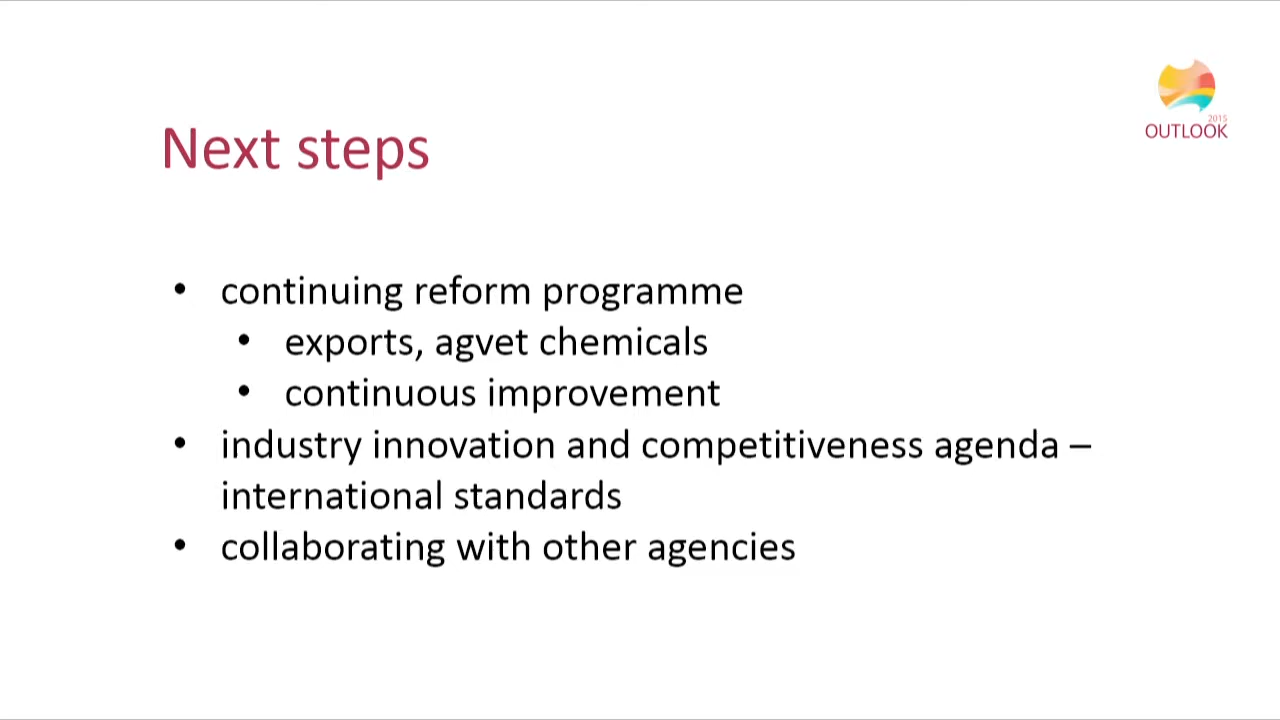 2015
OUTLOOK
Next steps
• continuing reform programme
• exports, agvet chemicals
• continuous improvement
• industry innovation and competitiveness agenda –
international standards
• collaborating with other agencies